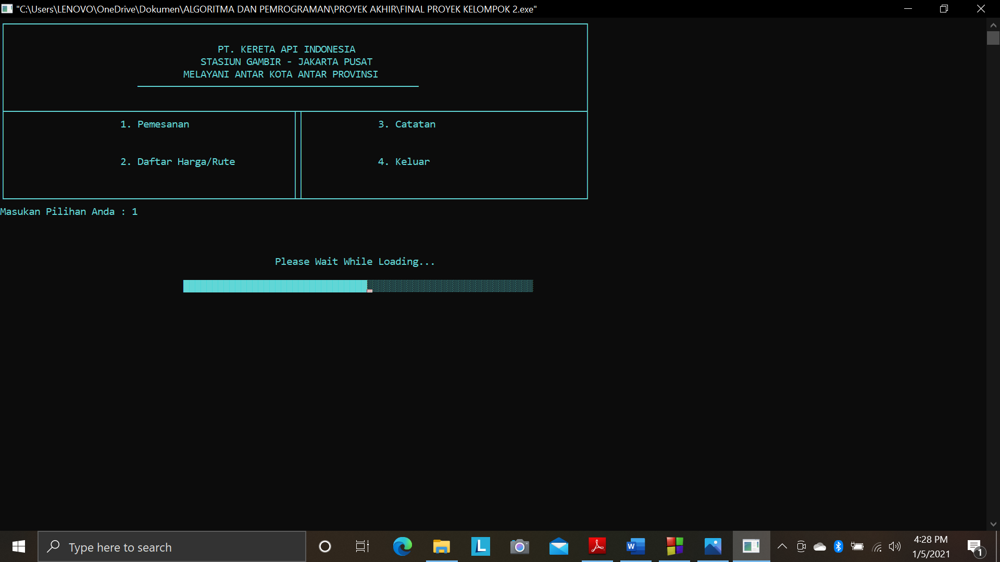 "C:\Users\LENOVO\OneDrive\Dokumen\ALGORITMA DAN PEMROGRAMAN\PROYEK AKHIR\FINAL PROYEK KELOMPOK 2.exe"
PT. KERETA API INDONESIA
STASIUN GAMBIR - JAKARTA PUSAT
MELAYANI ANTAR KOTA ANTAR PROVINSI
1. Pemesanan
3. Catatan
2. Daftar Harga/Rute
4. Keluar
Masukan Pilihan Anda : 1
Please Wait While Loading...
Type here to search
L
W
4:28 PM
1/5/2021
1